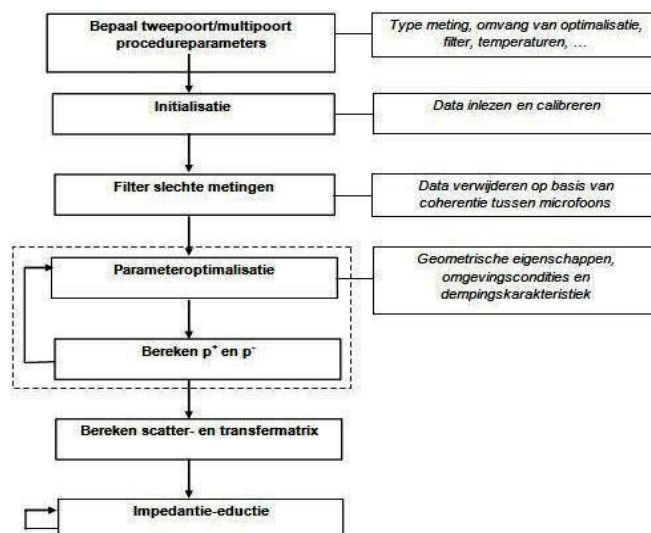 Bepaal tweepoort/multipoort
procedureparameters
Type meting, omvang van optimalisatie,
filter, temperaturen, ...
Initialisatie
Data inlezen en calibreren
Filter slechte metingen
Data verwijderen op basis van
coherentie tussen microfoons
Parameteroptimalisatie
Geometrische eigenschappen,
omgevingscondities en
dempingskarakteristiek
Bereken p⁺ en p⁻
Bereken scatter- en transfermatrix
Impedantie-eductie